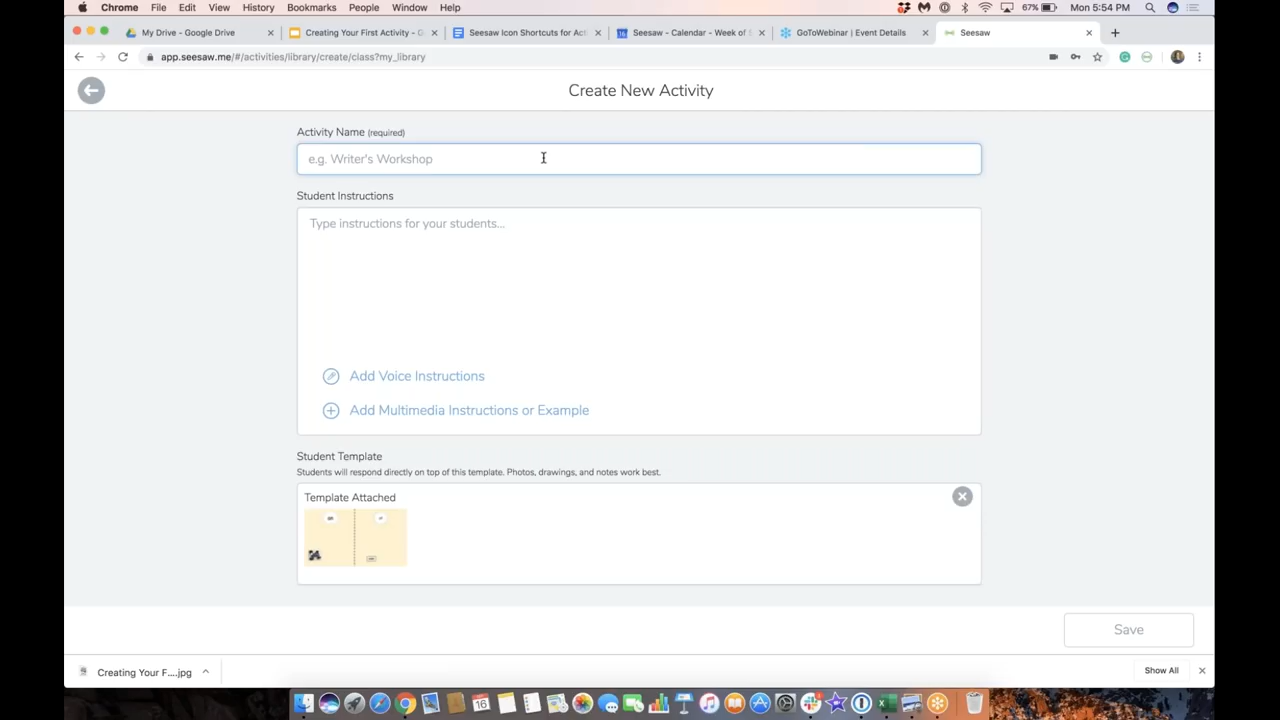 Chrome File Edit View History Bookmarks People Window Help 67% Mon 5:54 PM
My Drive - Google Drive Creating Your First Activity - G Seesaw Icon Shortcuts for Act Seesaw - Calendar - Week of S GoToWebinar | Event Details Seesaw
app.seesaw.me/#/activities/library/create/class?my_library
Create New Activity
Activity Name (required)
e.g. Writer's Workshop
Student Instructions
Type instructions for your students...
Add Voice Instructions
Add Multimedia Instructions or Example
Student Template
Students will respond directly on top of this template. Photos, drawings, and notes work best.
Template Attached
Save
Creating Your F....jpg
Show All